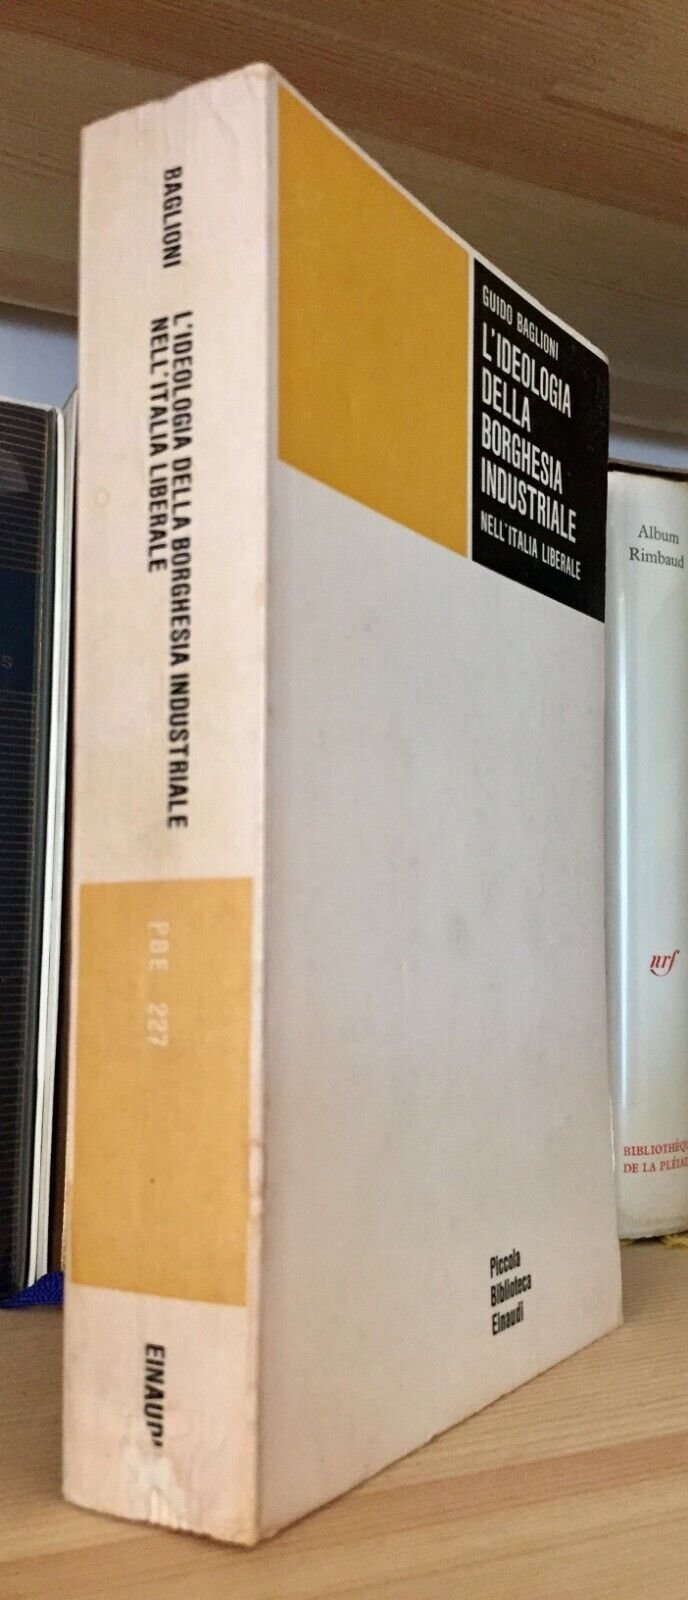 BAGLIONI
L'IDEOLOGIA DELLA BORGHESIA INDUSTRIALE
NELL'ITALIA LIBERALE
PBE 227
EINAUDI
GUIDO BAGLIONI
L'IDEOLOGIA
DELLA
BORGHESIA
INDUSTRIALE
NELL'ITALIA LIBERALE
Piccola
Biblioteca
Einaudi
Album
Rimbaud
nrf
BIBLIOTHÈQU
DE LA PLÉIAD
S